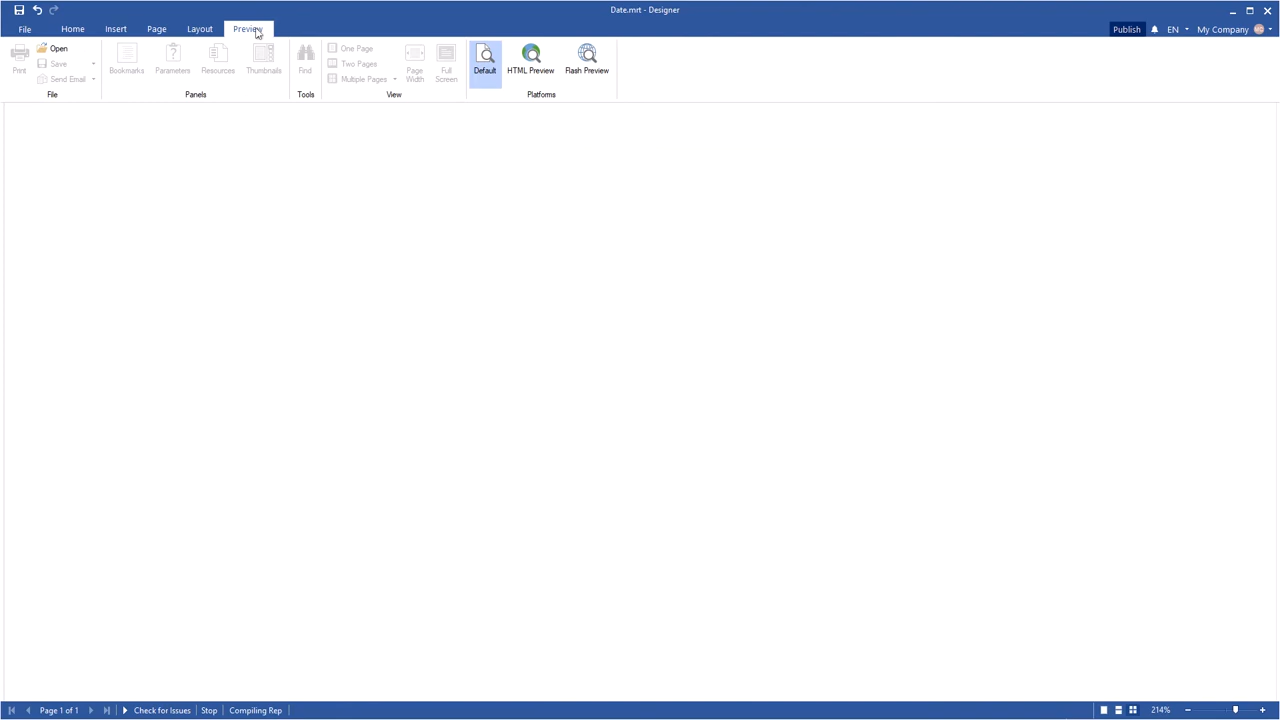 Date.mrt - Designer
File Home Insert Page Layout Preview Publish EN My Company
Print Open Save Send Email Bookmarks Parameters Resources Thumbnails Find One Page Two Pages Multiple Pages Page Width Full Screen Default HTML Preview Flash Preview
File Panels Tools View Platforms
Page 1 of 1 Check for Issues Stop Compiling Rep 214%